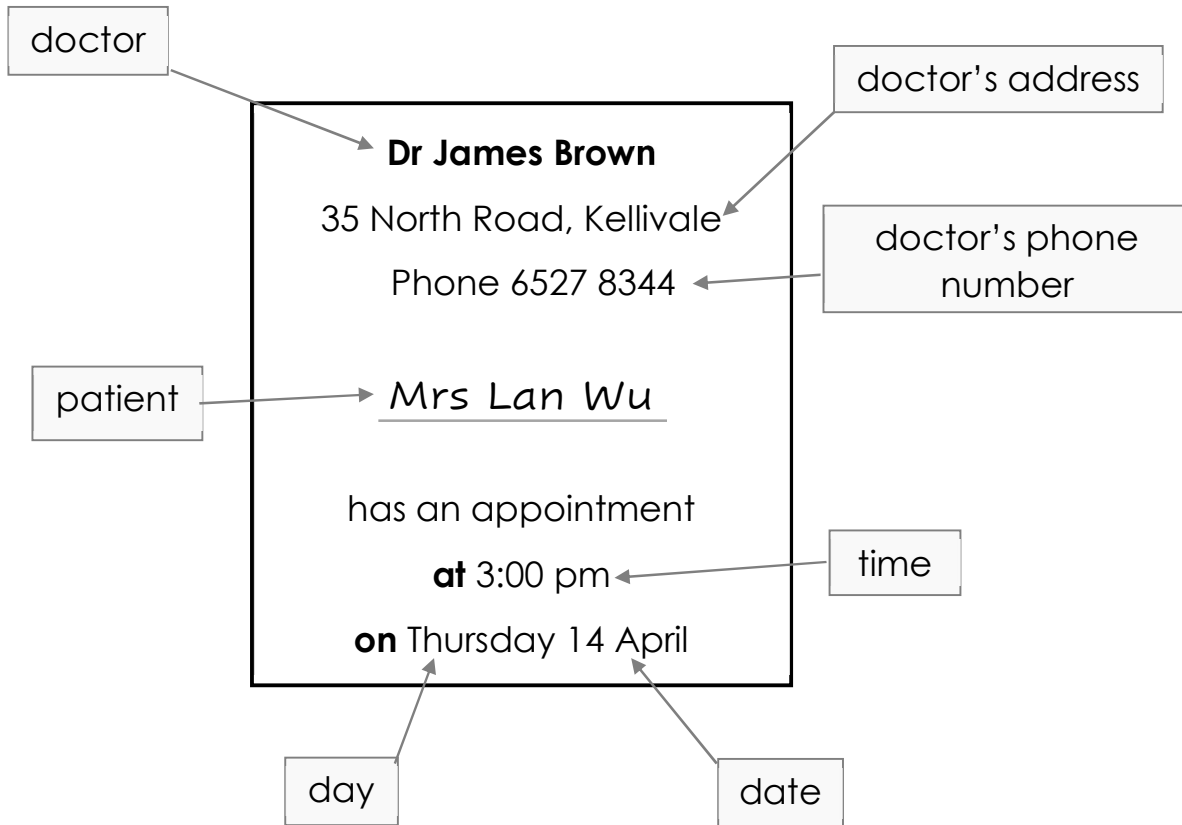 doctor
doctor's address
Dr James Brown
35 North Road, Kellivale
doctor's phone
number
Phone 6527 8344
patient
Mrs Lan Wu
has an appointment
at 3:00 pm
time
on Thursday 14 April
day
date